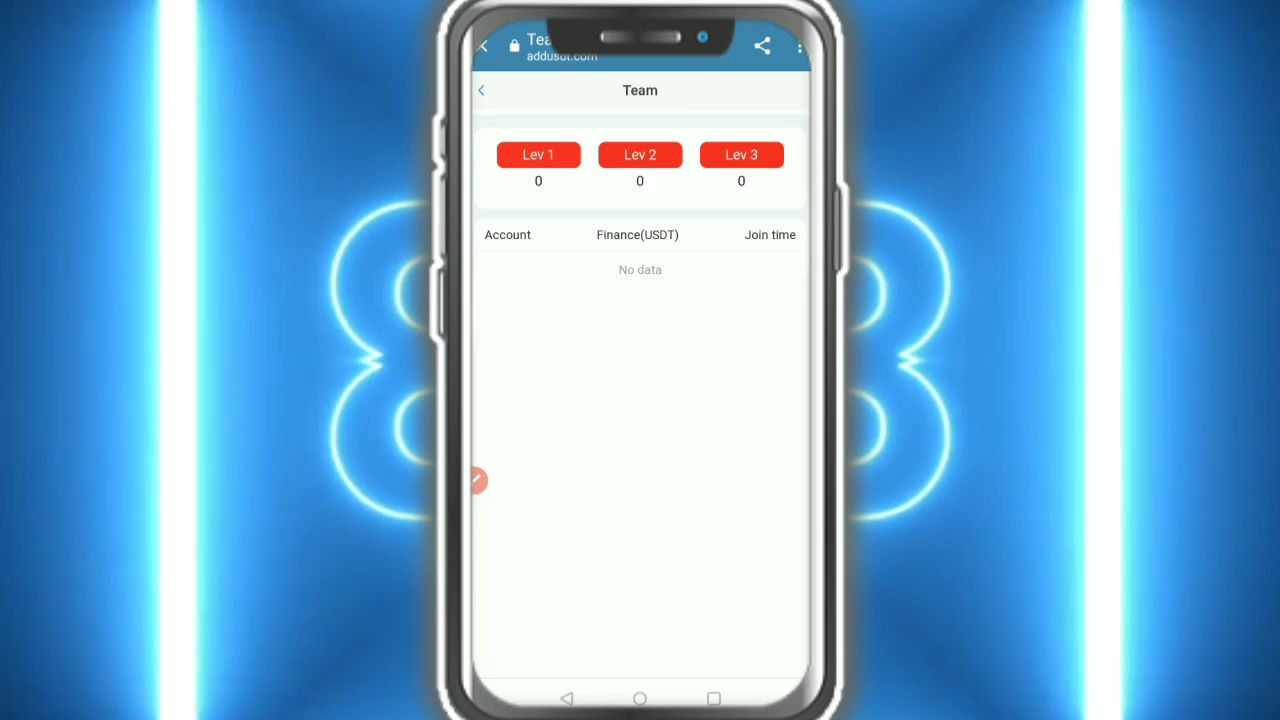 addusdt.com
Team
Lev 1 Lev 2 Lev 3
0 0 0
Account Finance(USDT) Join time
No data